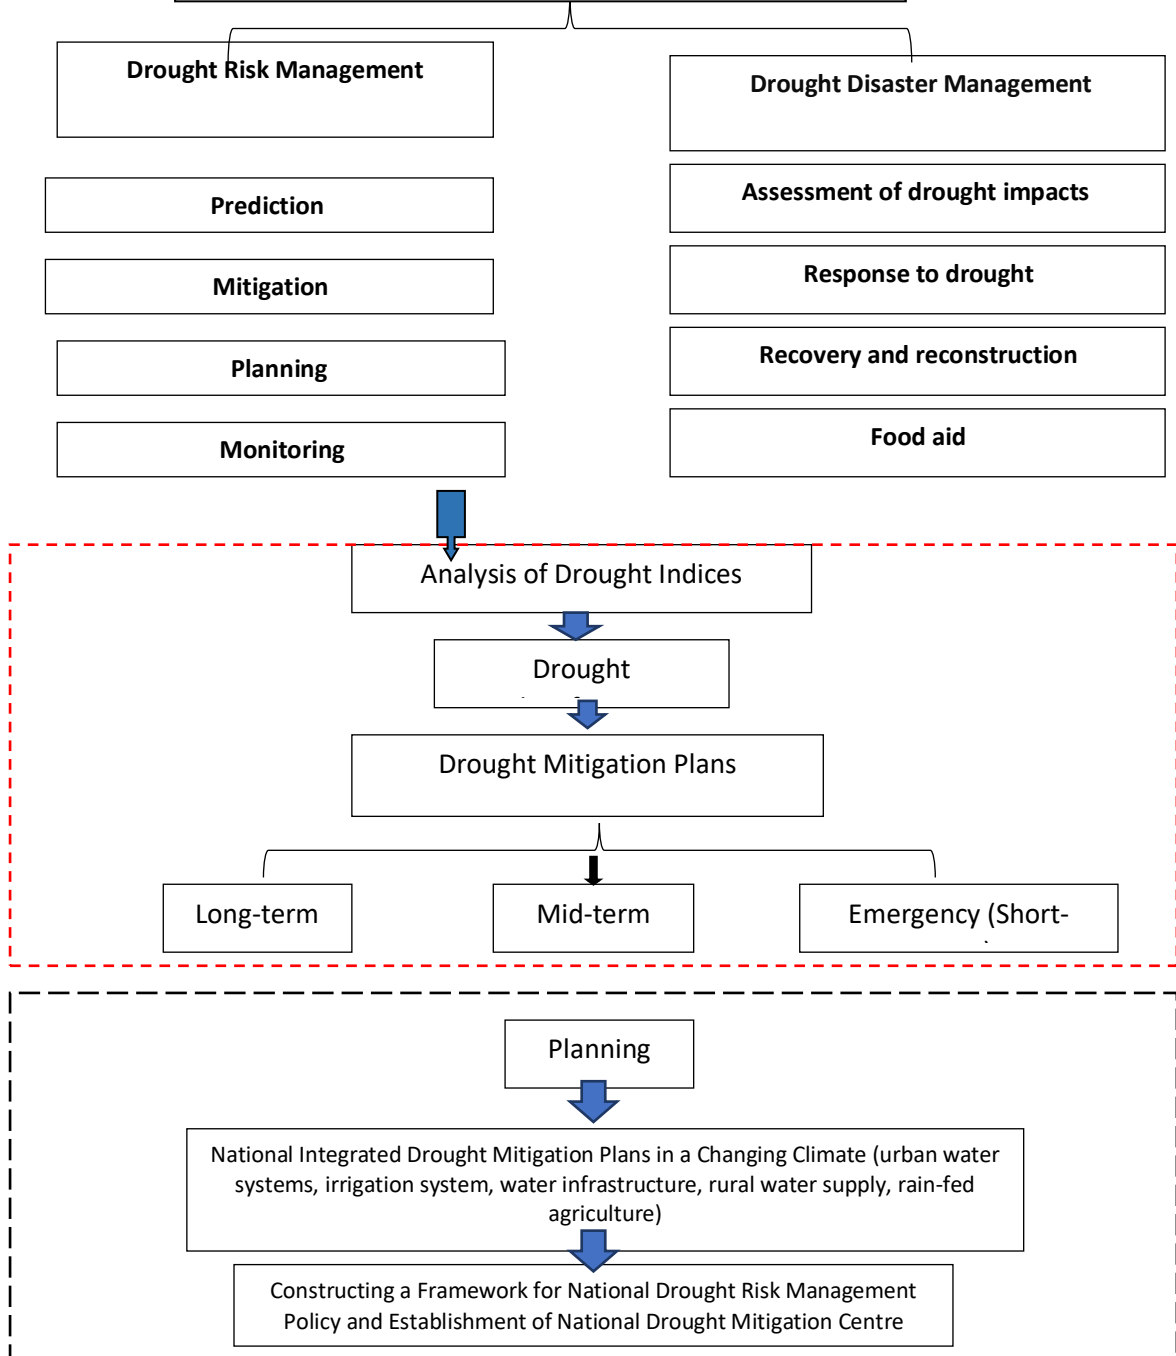 Drought Risk Management
Drought Disaster Management
Prediction
Assessment of drought impacts
Mitigation
Response to drought
Planning
Recovery and reconstruction
Monitoring
Food aid
Analysis of Drought Indices
Drought
Drought Mitigation Plans
Long-term
Mid-term
Emergency (Short-
Planning
National Integrated Drought Mitigation Plans in a Changing Climate (urban water
systems, irrigation system, water infrastructure, rural water supply, rain-fed
agriculture)
Constructing a Framework for National Drought Risk Management
Policy and Establishment of National Drought Mitigation Centre